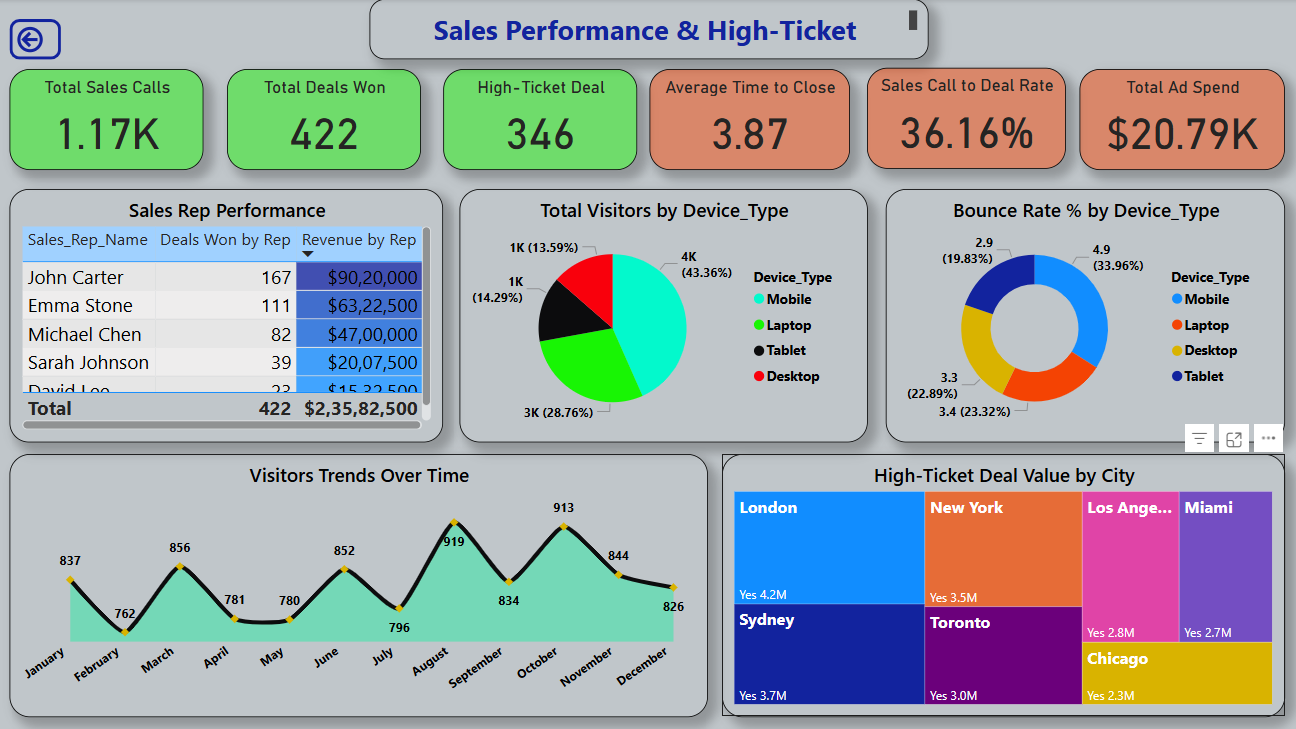 Sales Performance & High-Ticket
Total Sales Calls
1.17K
Total Deals Won
422
High-Ticket Deal
346
Average Time to Close
3.87
Sales Call to Deal Rate
36.16%
Total Ad Spend
$20.79K
Sales Rep Performance
Sales_Rep_Name Deals Won by Rep Revenue by Rep
John Carter 167 $90,20,000
Emma Stone 111 $63,22,500
Michael Chen 82 $47,00,000
Sarah Johnson 39 $20,07,500
David Lee 23 $15,32,500
Total 422 $2,35,82,500
Total Visitors by Device_Type
1K (13.59%)
4K
(43.36%)
1K
(14.29%)
3K (28.76%)
Device_Type
Mobile
Laptop
Tablet
Desktop
Bounce Rate % by Device_Type
2.9
(19.83%)
4.9
(33.96%)
3.3
(22.89%)
3.4 (23.32%)
Device_Type
Mobile
Laptop
Desktop
Tablet
Visitors Trends Over Time
837
762
856
781
780
852
796
919
834
913
844
826
January
February
March
April
May
June
July
August
September
October
November
December
High-Ticket Deal Value by City
London
Yes 4.2M
Sydney
Yes 3.7M
New York
Yes 3.5M
Toronto
Yes 3.0M
Los Ange...
Yes 2.8M
Miami
Yes 2.7M
Chicago
Yes 2.3M